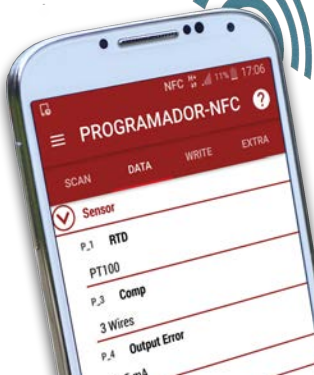 NFC H+ 11% 17:06
PROGRAMADOR-NFC ?
SCAN DATA WRITE EXTRA
Sensor
P_1 RTD
PT100
P_3 Comp
3 Wires
P_4 Output Error
mA